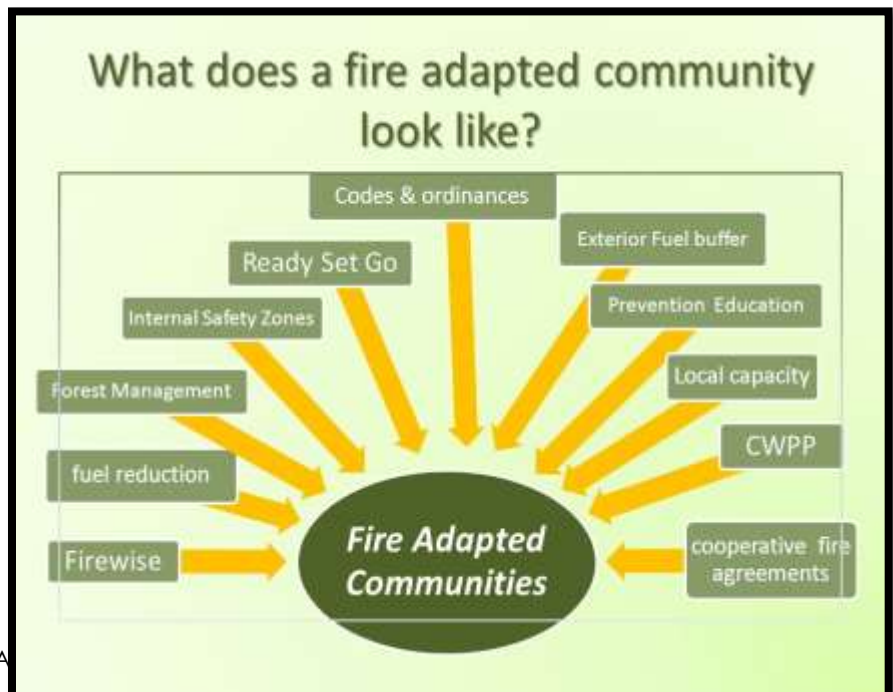 What does a fire adapted community
look like?
Codes & ordinances
Exterior Fuel buffer
Ready Set Go
Prevention Education
Internal Safety Zones
Local capacity
Forest Management
CWPP
fuel reduction
Fire Adapted
Communities
Firewise
cooperative fire
agreements
A